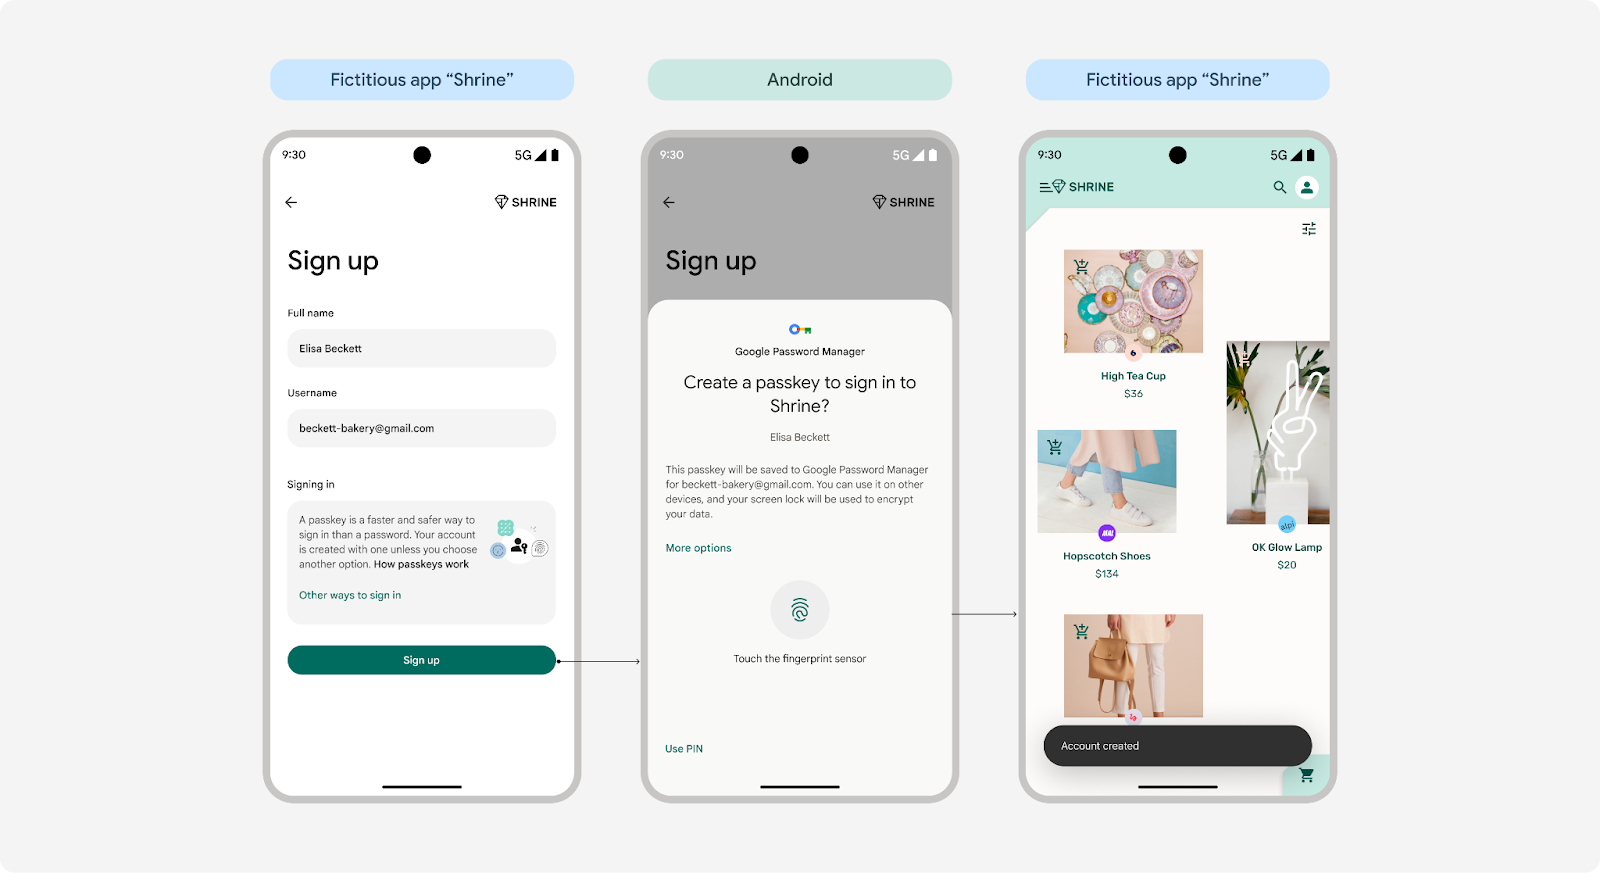 Fictitious app “Shrine”
9:30
5G
SHRINE
Sign up
Full name
Elisa Beckett
Username
beckett-bakery@gmail.com
Signing in
A passkey is a faster and safer way to
sign in than a password. Your account
is created with one unless you choose
another option. How passkeys work
Other ways to sign in
Sign up
Android
9:30
5G
SHRINE
Sign up
Google Password Manager
Create a passkey to sign in to
Shrine?
Elisa Beckett
This passkey will be saved to Google Password Manager
for beckett-bakery@gmail.com. You can use it on other
devices, and your screen lock will be used to encrypt
your data.
More options
Touch the fingerprint sensor
Use PIN
Fictitious app “Shrine”
9:30
5G
SHRINE
High Tea Cup
$36
Hopscotch Shoes
$134
alpi
OK Glow Lamp
$20
Account created